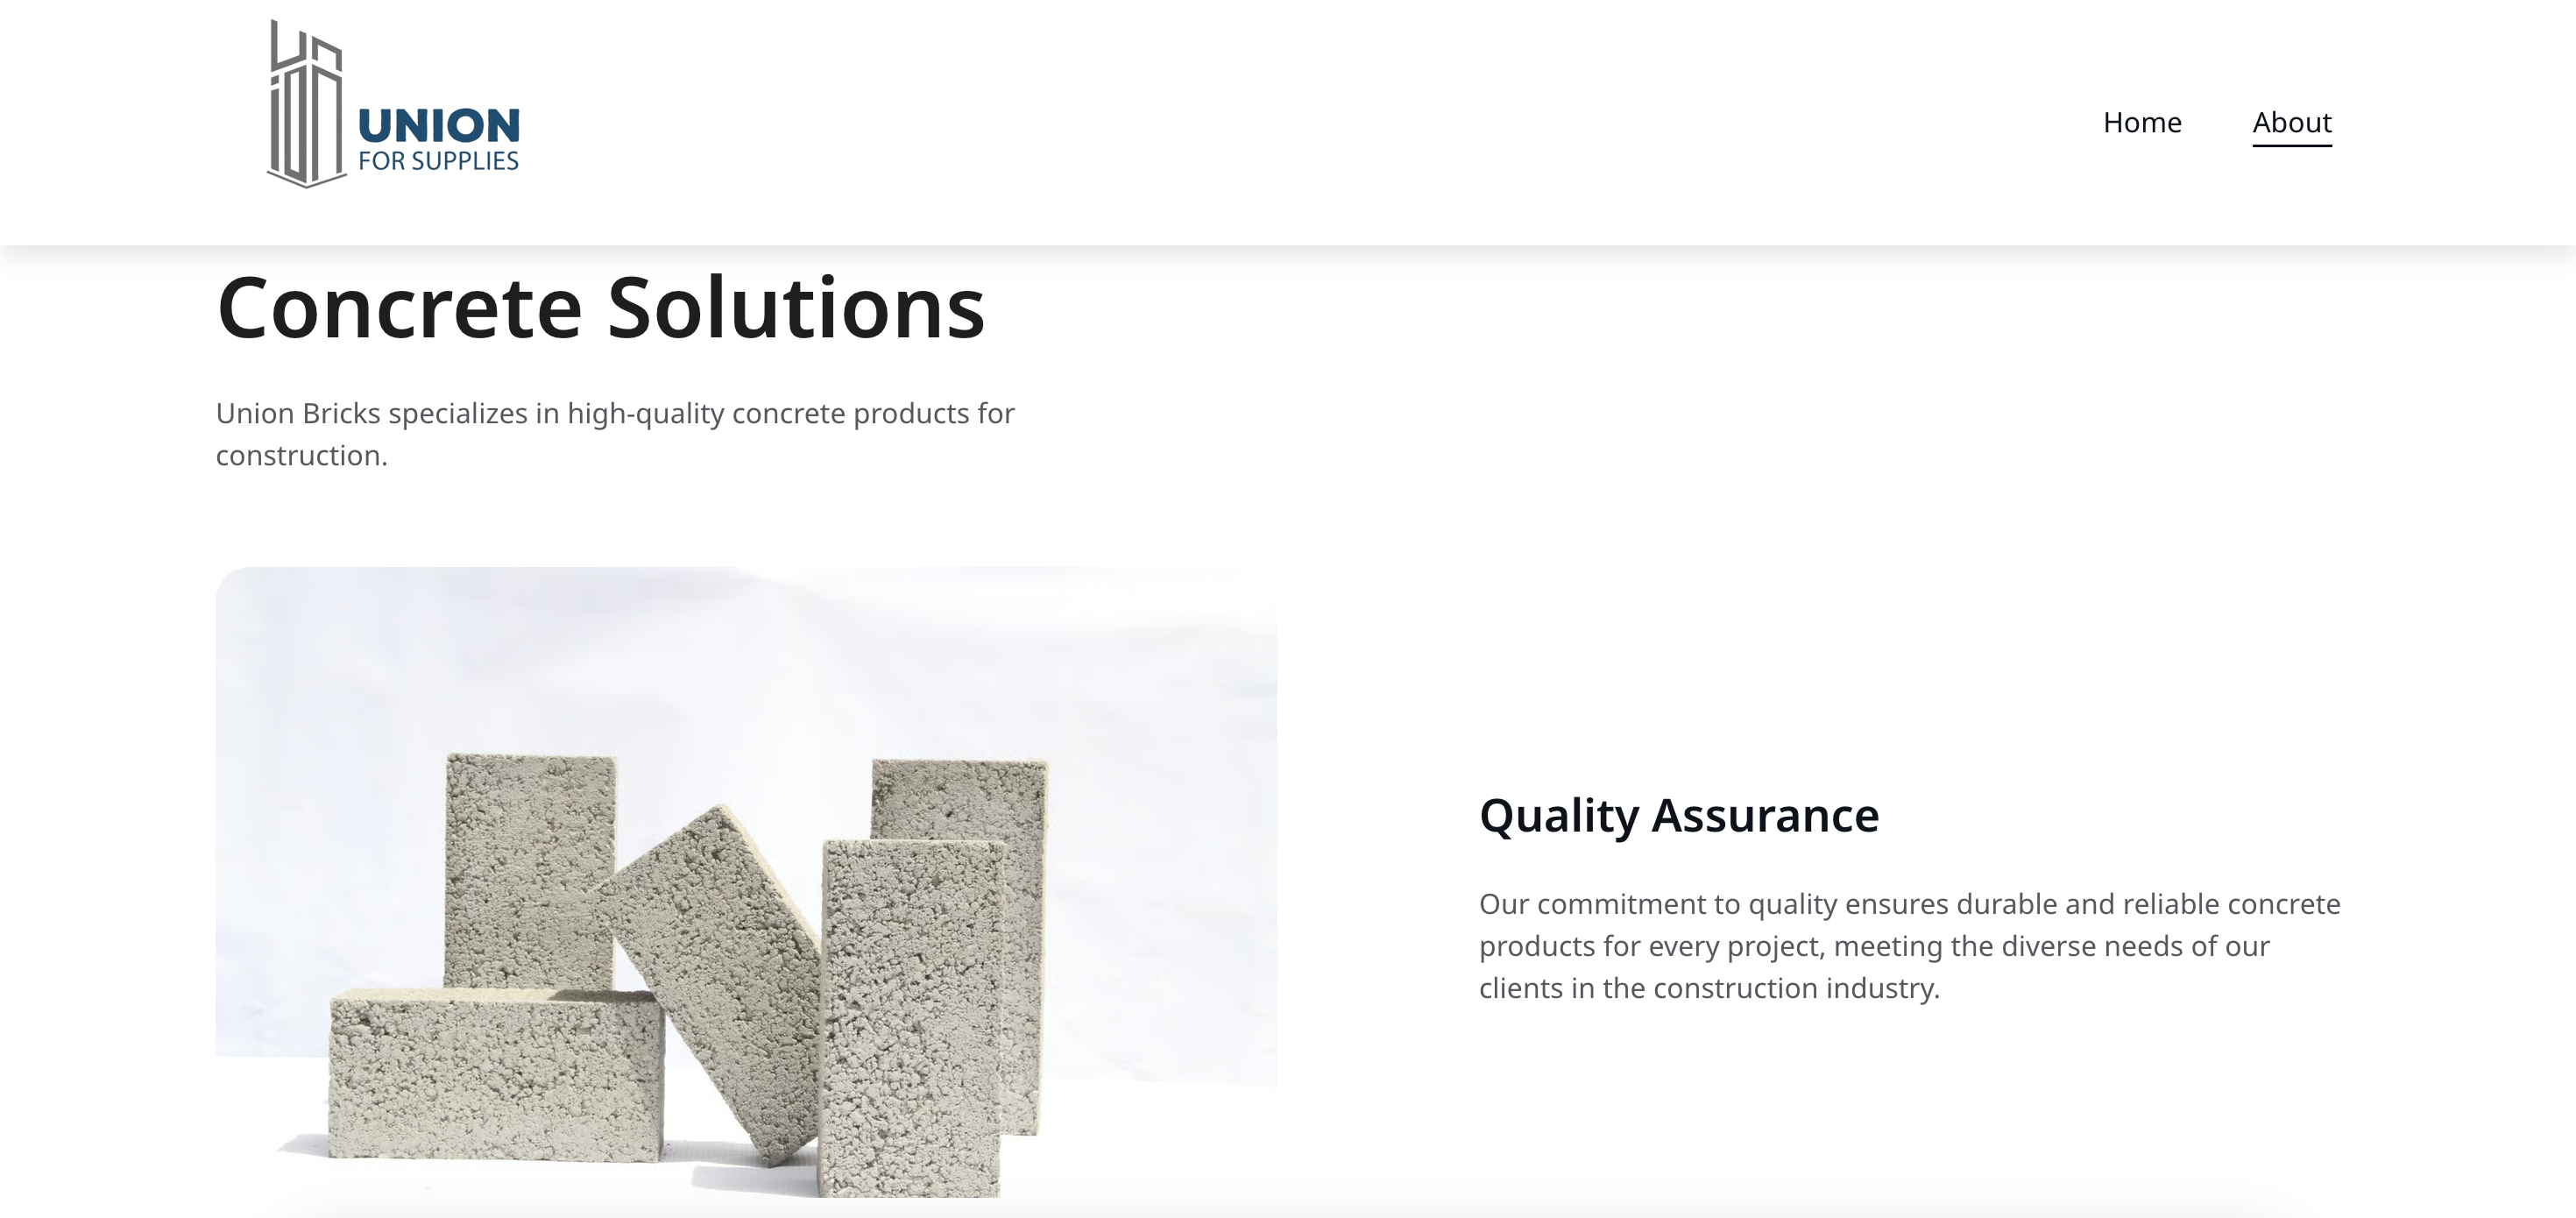 UNION
UNION
FOR SUPPLIES
Home
About
Concrete Solutions
Union Bricks specializes in high-quality concrete products for
construction.
Quality Assurance
Our commitment to quality ensures durable and reliable concrete
products for every project, meeting the diverse needs of our
clients in the construction industry.